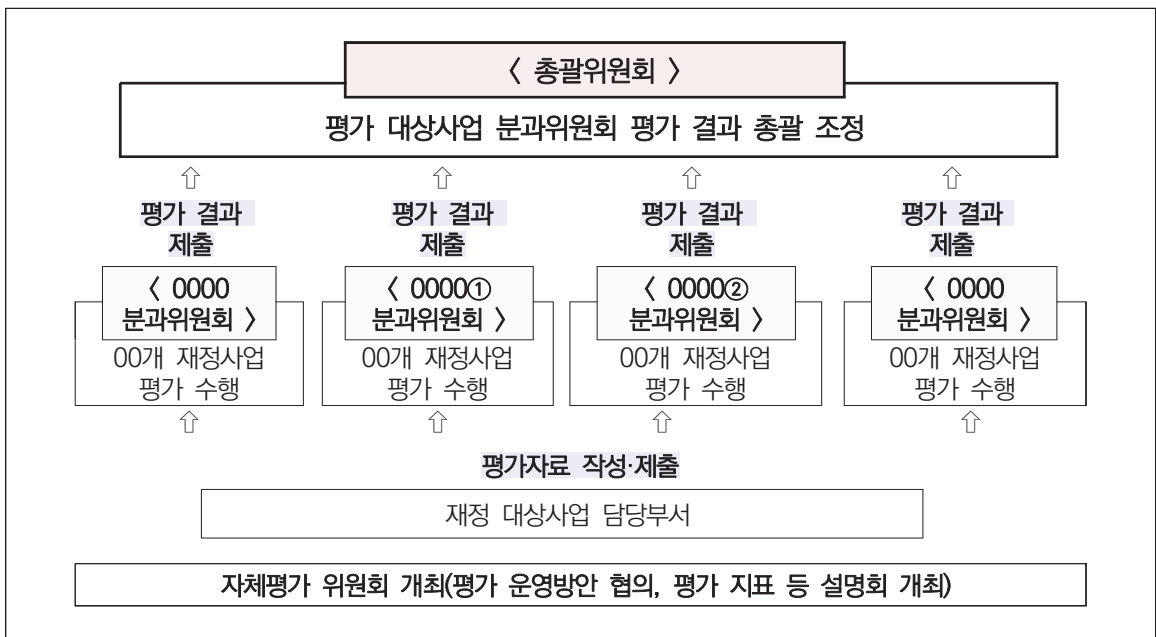 〈 총괄위원회 〉
평가 대상사업 분과위원회 평가 결과 총괄 조정
⇧ ⇧ ⇧ ⇧
평가 결과 평가 결과 평가 결과 평가 결과
제출 제출 제출 제출
〈 0000 〈 0000① 〈 0000② 〈 0000
분과위원회 〉 분과위원회 〉 분과위원회 〉 분과위원회 〉
00개 재정사업 00개 재정사업 00개 재정사업 00개 재정사업
평가 수행 평가 수행 평가 수행 평가 수행
⇧ ⇧ ⇧ ⇧
평가자료 작성·제출
재정 대상사업 담당부서
자체평가 위원회 개최(평가 운영방안 협의, 평가 지표 등 설명회 개최)